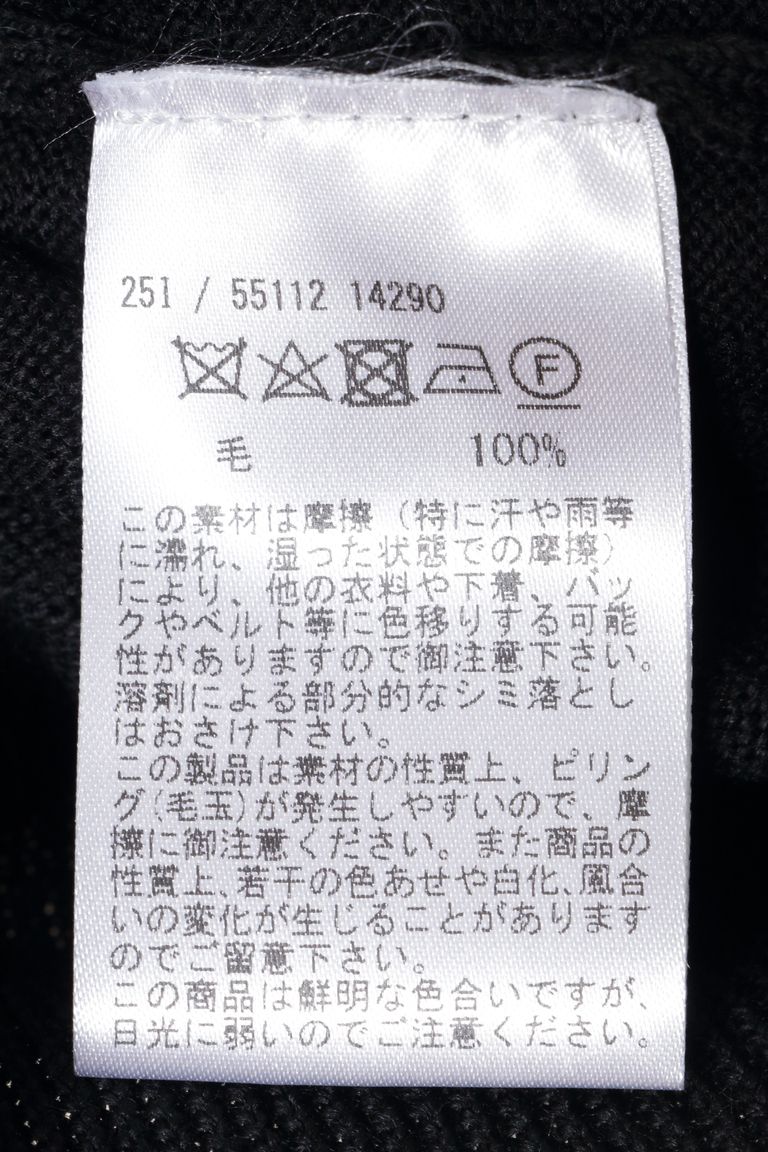 251 / 55112 14290
F
毛 100%
この素材は摩擦（特に汗や雨等
に濡れ、湿った状態での摩擦）
により、他の衣料や下着、バッ
クやベルト等に色移りする可能
性がありますので御注意下さい。
溶剤による部分的なシミ落とし
はおさけ下さい。
この製品は素材の性質上、ピリン
グ(毛玉)が発生しやすいので、摩
擦に御注意ください。また商品の
性質上、若干の色あせや白化、風合
いの変化が生じることがあります
のでご留意下さい。
この商品は鮮明な色合いですが、
日光に弱いのでご注意ください。